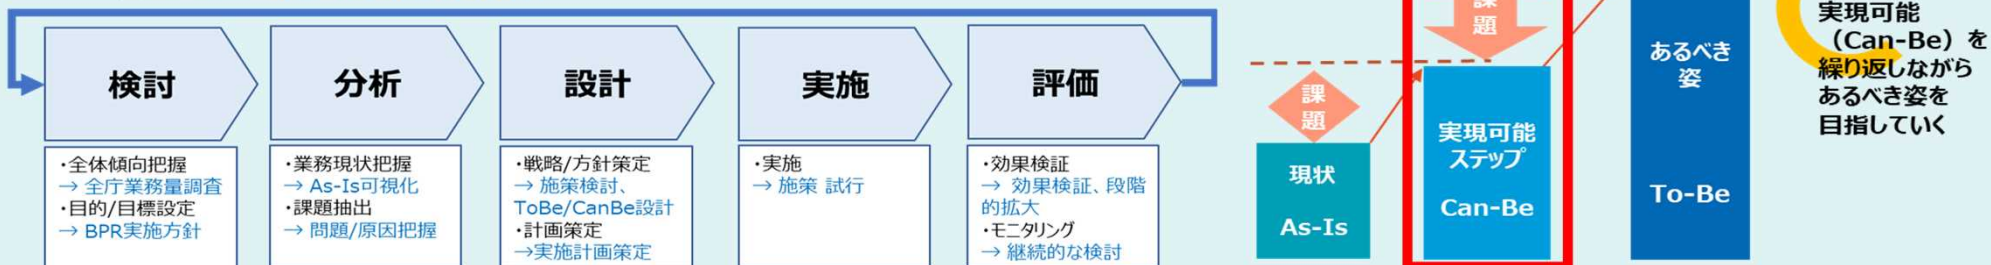 検討
・全体傾向把握
→ 全庁業務量調査
・目的/目標設定
→ BPR実施方針
分析
・業務現状把握
→ As-Is可視化
・課題抽出
→ 問題/原因把握
設計
・戦略/方針策定
→ 施策検討、
ToBe/CanBe設計
・計画策定
→実施計画策定
実施
・実施
→ 施策 試行
評価
・効果検証
→ 効果検証、段階
的拡大
・モニタリング
→ 継続的な検討
課
題
現状
As-Is
課
題
実現可能
ステップ
Can-Be
あるべき
姿
To-Be
実現可能
（Can-Be）を
繰り返しながら
あるべき姿を
目指していく